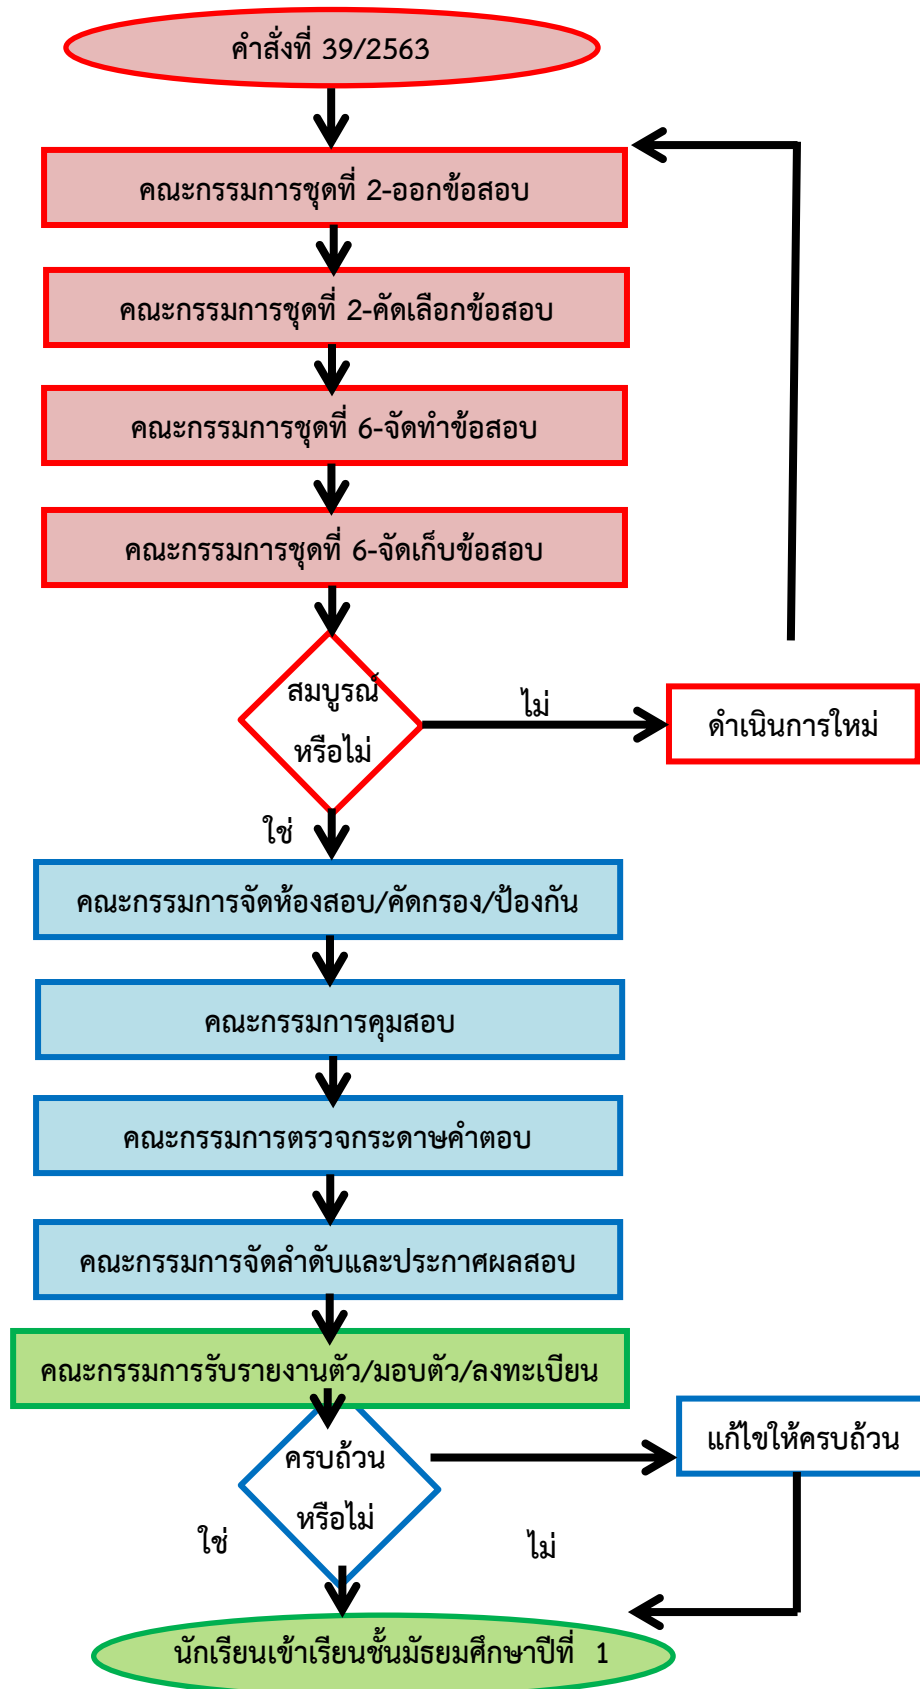 คำสั่งที่ 39/2563
คณะกรรมการชุดที่ 2-ออกข้อสอบ
คณะกรรมการชุดที่ 2-คัดเลือกข้อสอบ
คณะกรรมการชุดที่ 6-จัดทำข้อสอบ
คณะกรรมการชุดที่ 6-จัดเก็บข้อสอบ
สมบูรณ์
หรือไม่
ไม่
ดำเนินการใหม่
ใช่
คณะกรรมการจัดห้องสอบ/คัดกรอง/ป้องกัน
คณะกรรมการคุมสอบ
คณะกรรมการตรวจกระดาษคำตอบ
คณะกรรมการจัดลำดับและประกาศผลสอบ
คณะกรรมการรับรายงานตัว/มอบตัว/ลงทะเบียน
ครบถ้วน
หรือไม่
แก้ไขให้ครบถ้วน
ใช่
ไม่
นักเรียนเข้าเรียนชั้นมัธยมศึกษาปีที่ 1